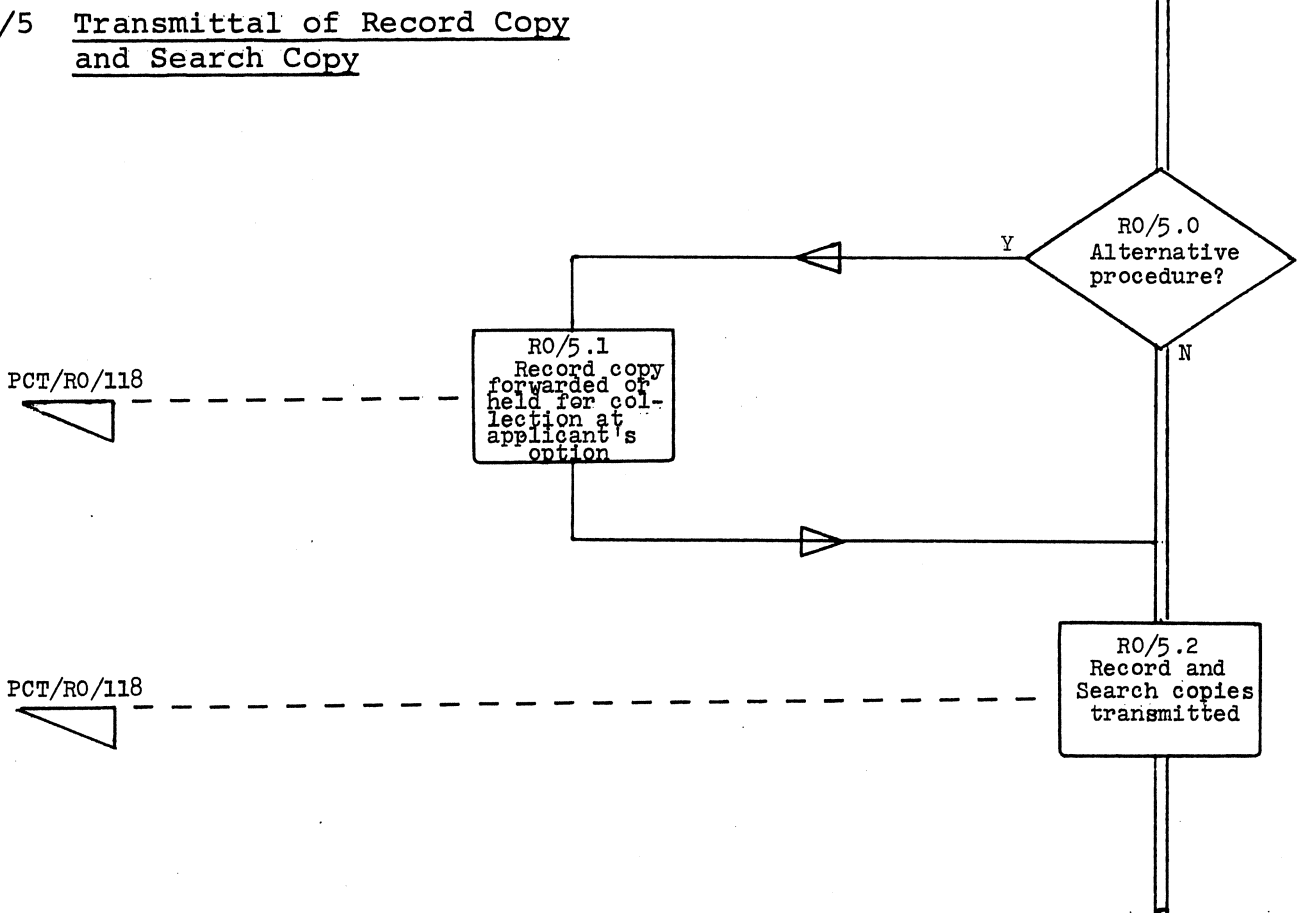 /5 Transmittal of Record Copy
and Search Copy
RO/5.0
Alternative
procedure?
Y
N
RO/5.1
Record copy
forwarded or
held for col-
lection at
applicant's
option
PCT/RO/118
RO/5.2
Record and
Search copies
transmitted
PCT/RO/118